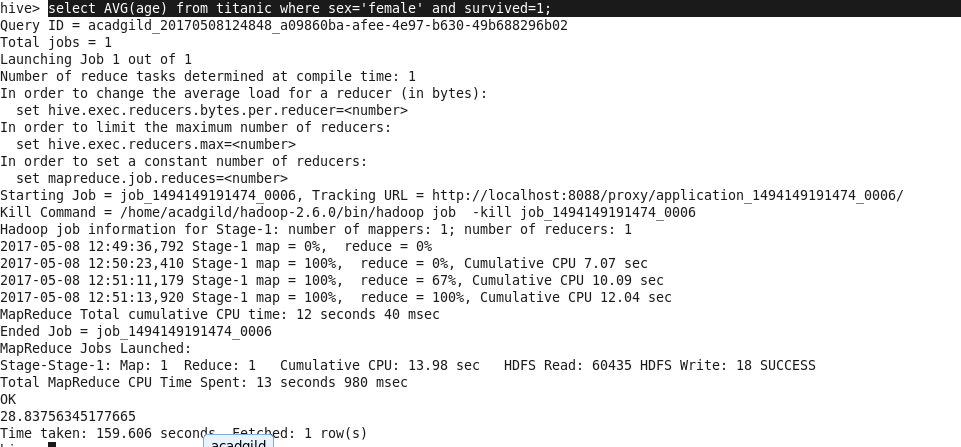 hive> select AVG(age) from titanic where sex='female' and survived=1;
Query ID = acadgild_20170508124848_a09860ba-afee-4e97-b630-49b688296b02
Total jobs = 1
Launching Job 1 out of 1
Number of reduce tasks determined at compile time: 1
In order to change the average load for a reducer (in bytes):
  set hive.exec.reducers.bytes.per.reducer=<number>
In order to limit the maximum number of reducers:
  set hive.exec.reducers.max=<number>
In order to set a constant number of reducers:
  set mapreduce.job.reduces=<number>
Starting Job = job_1494149191474_0006, Tracking URL = http://localhost:8088/proxy/application_1494149191474_0006/
Kill Command = /home/acadgild/hadoop-2.6.0/bin/hadoop job  -kill job_1494149191474_0006
Hadoop job information for Stage-1: number of mappers: 1; number of reducers: 1
2017-05-08 12:49:36,792 Stage-1 map = 0%,  reduce = 0%
2017-05-08 12:50:23,410 Stage-1 map = 100%,  reduce = 0%, Cumulative CPU 7.07 sec
2017-05-08 12:51:11,179 Stage-1 map = 100%,  reduce = 67%, Cumulative CPU 10.09 sec
2017-05-08 12:51:13,920 Stage-1 map = 100%,  reduce = 100%, Cumulative CPU 12.04 sec
MapReduce Total cumulative CPU time: 12 seconds 40 msec
Ended Job = job_1494149191474_0006
MapReduce Jobs Launched:
Stage-Stage-1: Map: 1  Reduce: 1   Cumulative CPU: 13.98 sec   HDFS Read: 60435 HDFS Write: 18 SUCCESS
Total MapReduce CPU Time Spent: 13 seconds 980 msec
OK
28.83756345177665
Time taken: 159.606 seconds, Fetched: 1 row(s)
acadgild